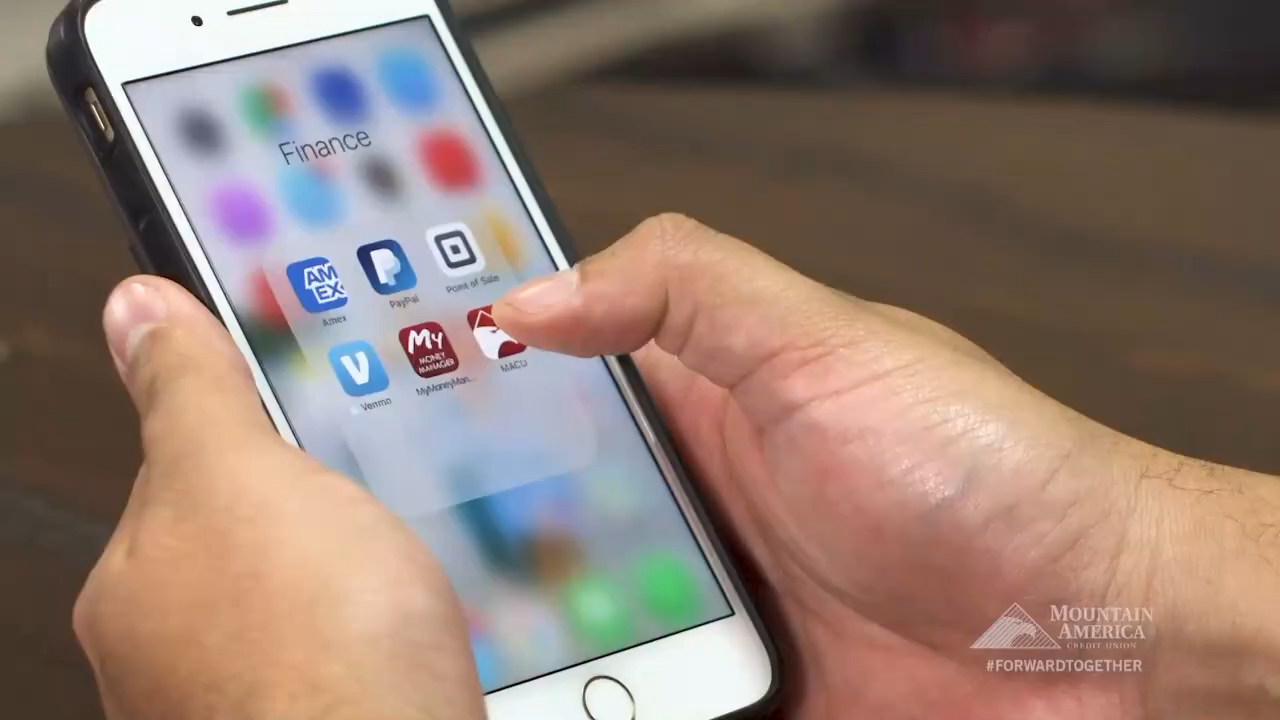 Finance
AM
EX
Amex
PayPal
Point of Sale
V
Venmo
My
MONEY
MANAGER
MyMoneyMan...
MACU
MOUNTAIN
AMERICA
CREDIT UNION
#FORWARDTOGETHER